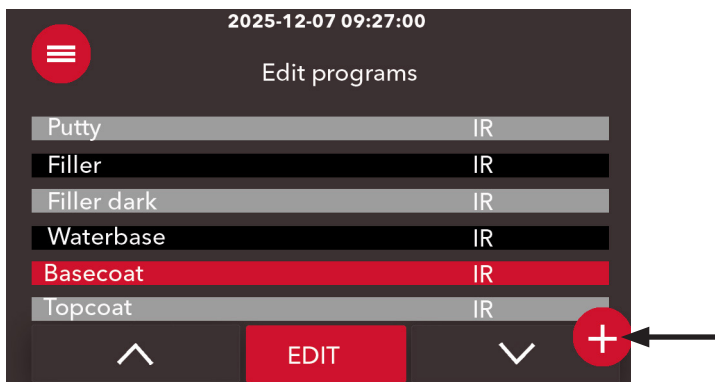 2025-12-07 09:27:00
Edit programs
Putty IR
Filler IR
Filler dark IR
Waterbase IR
Basecoat IR
Topcoat IR
EDIT